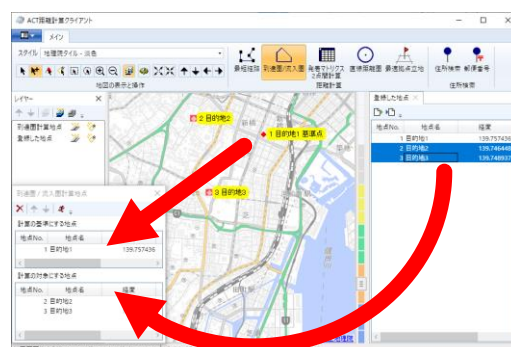 ACT距離計算クライアント
メイン
スタイル 地理院タイル - 淡色
最短経路
到達圏/流入圏
発着マトリクス
2点間計算
直線距離圏
最適拠点立地
住所検索
郵便番号
地図の表示と操作
距離計算
住所検索
レイヤー
到達圏計算地点
登録した地点
2 目的地2
1 目的地1 基準点
3 目的地3
新橋
登録した地点
地点No. 地点名 経度
1 目的地1 139.757436
2 目的地2 139.746448
3 目的地3 139.748937
到達圏 / 流入圏計算地点
計算の基準にする地点
地点No. 地点名
1 目的地1 139.757436
計算の対象にする地点
地点No. 地点名 経度
2 目的地2
3 目的地3